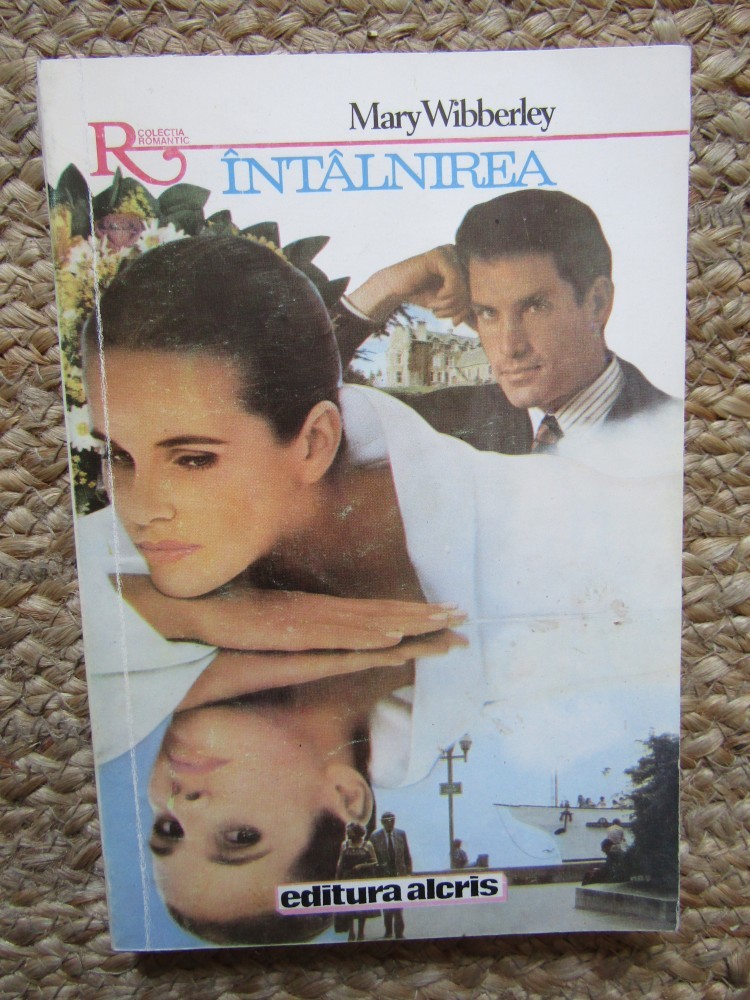 Mary Wibberley
R COLECȚIA
ROMANTIC
ÎNTÂLNIREA
editura alcris